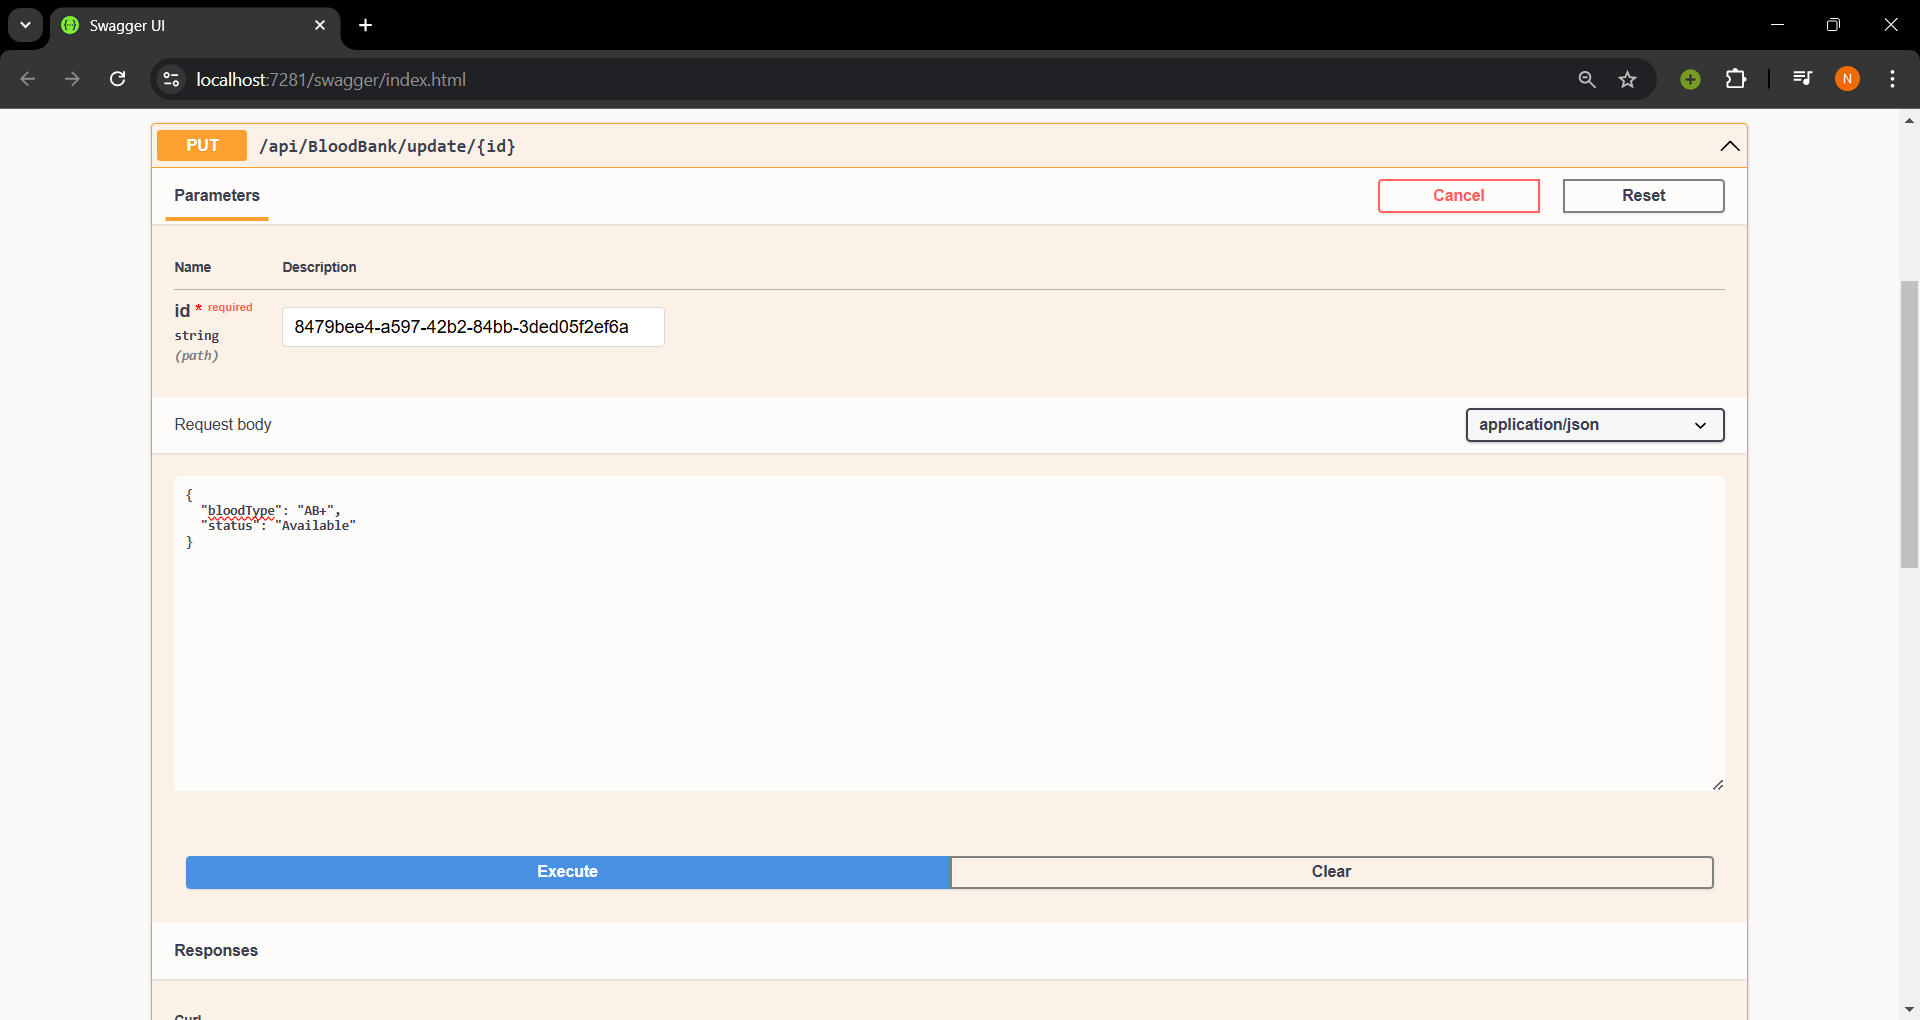 Swagger UI
localhost:7281/swagger/index.html
N
PUT /api/BloodBank/update/{id}
Parameters
Cancel
Reset
Name Description
id * required
string
(path)
8479bee4-a597-42b2-84bb-3ded05f2ef6a
Request body
application/json
{
"bloodType": "AB+",
"status": "Available"
}
Execute
Clear
Responses
Curl